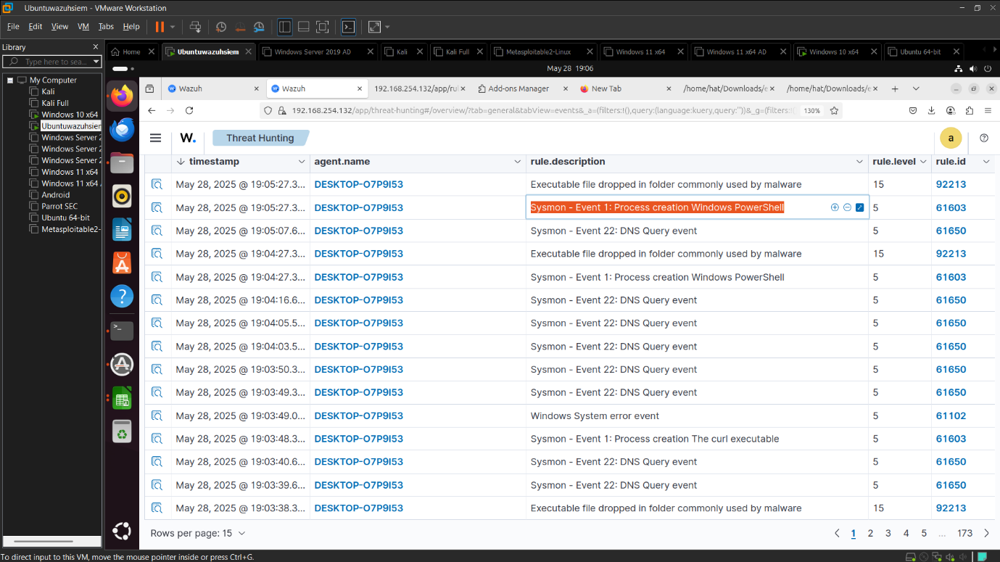 Ubuntuwazuhsiem - VMware Workstation
File Edit View VM Tabs Help
Library
Type here to sea...
My Computer
Kali
Kali Full
Windows 10 x64
Ubuntuwazuhsiem
Windows Server 2
Windows Server 2
Windows Server 2
Windows 11 x64
Windows 11 x64 A
Android
Parrot SEC
Ubuntu 64-bit
Metasploitable2-
Home Ubuntuwazuhsiem Windows Server 2019 AD Kali Kali Full Metasploitable2-Linux Windows 11 x64 Windows 11 x64 AD Windows 10 x64 Ubuntu 64-bit
May 28 19:06
Wazuh Wazuh 192.168.254.132/app/rul Add-ons Manager New Tab /home/hat/Downloads/e /home/hat/Downloads/e
192.168.254.132/app/threat-hunting#/overview/?tab=general&tabView=events&_a=(filters:!(),query:(language:kuery,query:''))&_g=(filters:!( 130%
W. Threat Hunting a
timestamp agent.name rule.description rule.level rule.id
May 28, 2025 @ 19:05:27.3... DESKTOP-O7P9I53 Executable file dropped in folder commonly used by malware 15 92213
May 28, 2025 @ 19:05:27.3... DESKTOP-O7P9I53 Sysmon - Event 1: Process creation Windows PowerShell 5 61603
May 28, 2025 @ 19:05:07.6... DESKTOP-O7P9I53 Sysmon - Event 22: DNS Query event 5 61650
May 28, 2025 @ 19:04:27.3... DESKTOP-O7P9I53 Executable file dropped in folder commonly used by malware 15 92213
May 28, 2025 @ 19:04:27.3... DESKTOP-O7P9I53 Sysmon - Event 1: Process creation Windows PowerShell 5 61603
May 28, 2025 @ 19:04:16.6... DESKTOP-O7P9I53 Sysmon - Event 22: DNS Query event 5 61650
May 28, 2025 @ 19:04:05.5... DESKTOP-O7P9I53 Sysmon - Event 22: DNS Query event 5 61650
May 28, 2025 @ 19:04:03.5... DESKTOP-O7P9I53 Sysmon - Event 22: DNS Query event 5 61650
May 28, 2025 @ 19:03:50.3... DESKTOP-O7P9I53 Sysmon - Event 22: DNS Query event 5 61650
May 28, 2025 @ 19:03:49.3... DESKTOP-O7P9I53 Sysmon - Event 22: DNS Query event 5 61650
May 28, 2025 @ 19:03:49.0... DESKTOP-O7P9I53 Windows System error event 5 61102
May 28, 2025 @ 19:03:48.3... DESKTOP-O7P9I53 Sysmon - Event 1: Process creation The curl executable 5 61603
May 28, 2025 @ 19:03:40.6... DESKTOP-O7P9I53 Sysmon - Event 22: DNS Query event 5 61650
May 28, 2025 @ 19:03:39.6... DESKTOP-O7P9I53 Sysmon - Event 22: DNS Query event 5 61650
May 28, 2025 @ 19:03:38.3... DESKTOP-O7P9I53 Executable file dropped in folder commonly used by malware 15 92213
Rows per page: 15 1 2 3 4 5 ... 173
To direct input to this VM, move the mouse pointer inside or press Ctrl+G.